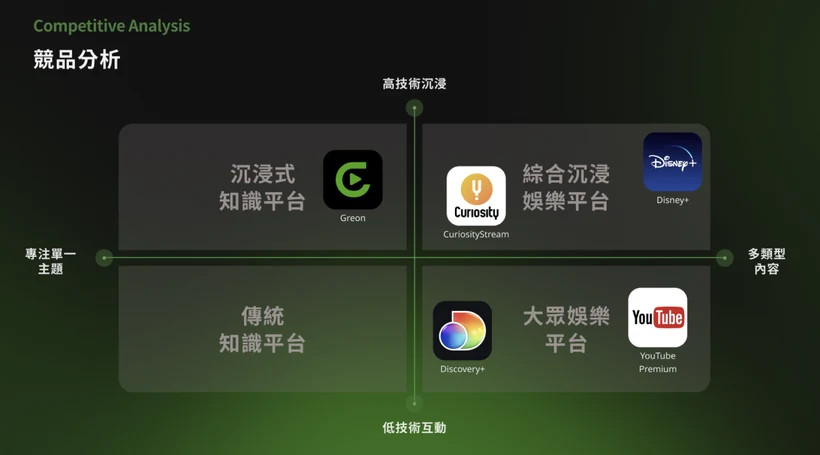 Competitive Analysis
競品分析
高技術沉浸
沉浸式
知識平台
Greon
Curiosity
CuriosityStream
綜合沉浸
娛樂平台
Disney+
Disney+
專注單一
主題
多類型
內容
傳統
知識平台
Discovery+
大眾娛樂
平台
YouTube
YouTube
Premium
低技術互動